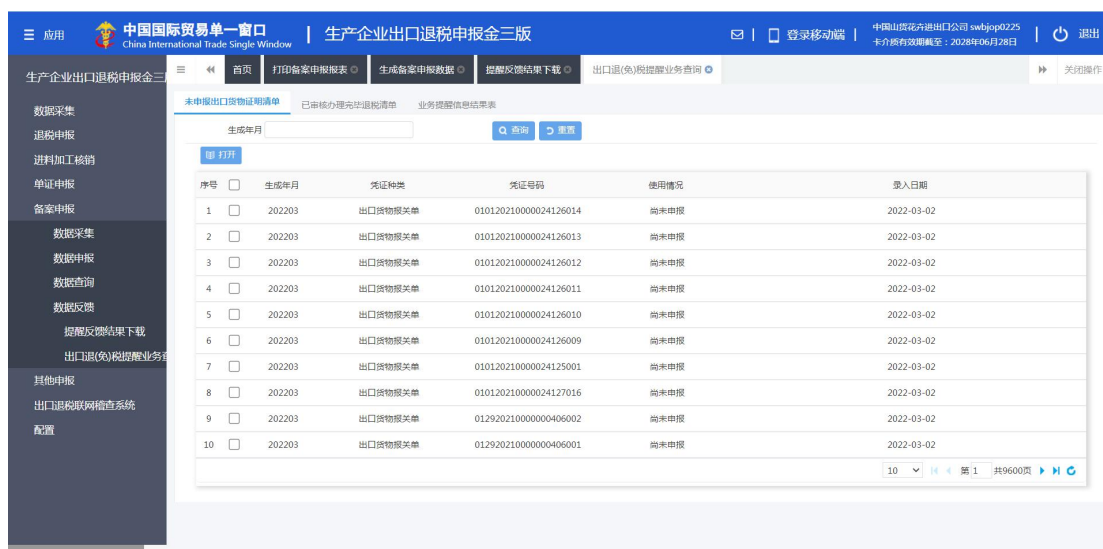 应用 中国国际贸易单一窗口 生产企业出口退税申报金三版 登录移动端 中国山货花卉进出口公司 swbjop0225 退出
China International Trade Single Window 卡介质有效期截至：2028年06月28日
生产企业出口退税申报金三
首页 打印备案申报报表 生成备案申报数据 提醒反馈结果下载 出口退(免)税提醒业务查询 关闭操作
数据采集
退税申报
进料加工核销
单证申报
备案申报
数据采集
数据申报
数据查询
数据反馈
提醒反馈结果下载
出口退(免)税提醒业务查
其他申报
出口退税联网稽查系统
配置
未申报出口货物证明清单 已审核办理完毕退税清单 业务提醒信息结果表
生成年月 查询 重置
打开
序号 生成年月 凭证种类 凭证号码 使用情况 录入日期
1 202203 出口货物报关单 010120210000024126014 尚未申报 2022-03-02
2 202203 出口货物报关单 010120210000024126013 尚未申报 2022-03-02
3 202203 出口货物报关单 010120210000024126012 尚未申报 2022-03-02
4 202203 出口货物报关单 010120210000024126011 尚未申报 2022-03-02
5 202203 出口货物报关单 010120210000024126010 尚未申报 2022-03-02
6 202203 出口货物报关单 010120210000024126009 尚未申报 2022-03-02
7 202203 出口货物报关单 010120210000024125001 尚未申报 2022-03-02
8 202203 出口货物报关单 010120210000024127016 尚未申报 2022-03-02
9 202203 出口货物报关单 012920210000000406002 尚未申报 2022-03-02
10 202203 出口货物报关单 012920210000000406001 尚未申报 2022-03-02
10 第 1 共9600页